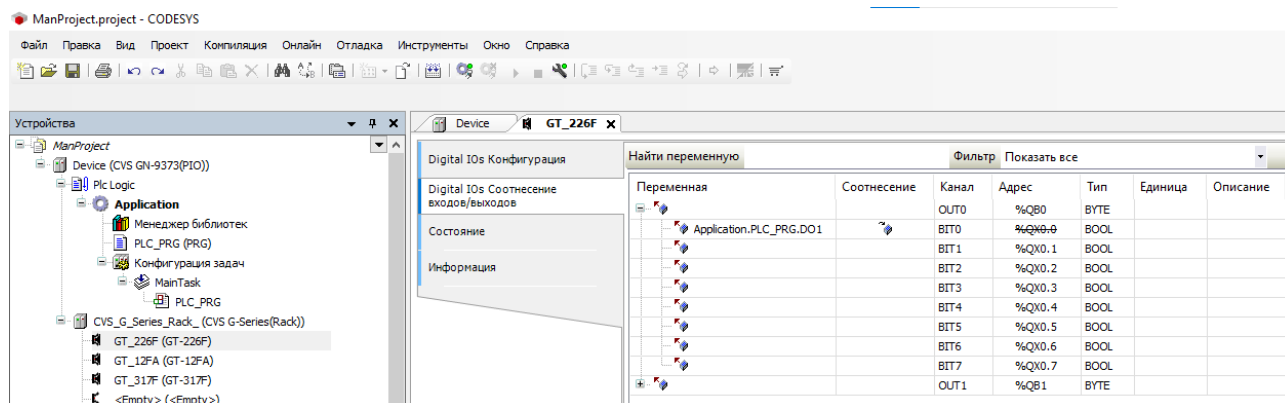 ManProject.project - CODESYS
Файл Правка Вид Проект Компиляция Онлайн Отладка Инструменты Окно Справка
Устройства
ManProject
Device (CVS GN-9373(PIO))
Plc Logic
Application
Менеджер библиотек
PLC_PRG (PRG)
Конфигурация задач
MainTask
PLC_PRG
CVS_G_Series_Rack_ (CVS G-Series(Rack))
GT_226F (GT-226F)
GT_12FA (GT-12FA)
GT_317F (GT-317F)
<Empty> (<Empty>)
Device GT_226F
Digital IOs Конфигурация
Digital IOs Соотнесение
входов/выходов
Состояние
Информация
Найти переменную Фильтр Показать все
Переменная Соотнесение Канал Адрес Тип Единица Описание
OUT0 %QB0 BYTE
Application.PLC_PRG.DO1 BIT0 %QX0.0 BOOL
BIT1 %QX0.1 BOOL
BIT2 %QX0.2 BOOL
BIT3 %QX0.3 BOOL
BIT4 %QX0.4 BOOL
BIT5 %QX0.5 BOOL
BIT6 %QX0.6 BOOL
BIT7 %QX0.7 BOOL
OUT1 %QB1 BYTE